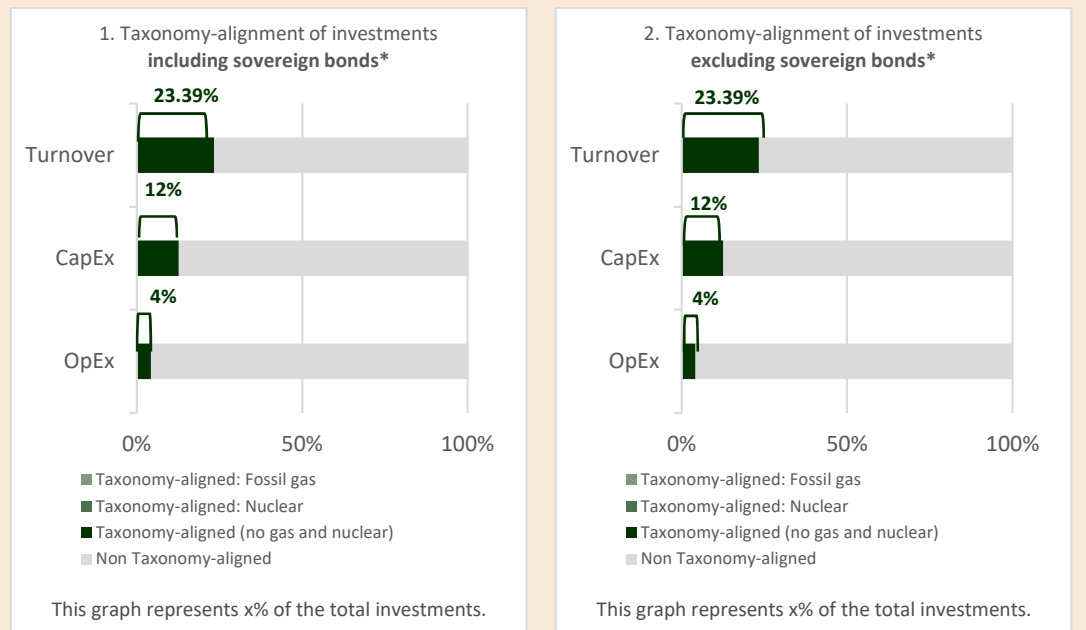 1. Taxonomy-alignment of investments
including sovereign bonds*
23.39%
Turnover
12%
CapEx
4%
OpEx
0% 50% 100%
Taxonomy-aligned: Fossil gas
Taxonomy-aligned: Nuclear
Taxonomy-aligned (no gas and nuclear)
Non Taxonomy-aligned
This graph represents x% of the total investments.
2. Taxonomy-alignment of investments
excluding sovereign bonds*
23.39%
Turnover
12%
CapEx
4%
OpEx
0% 50% 100%
Taxonomy-aligned: Fossil gas
Taxonomy-aligned: Nuclear
Taxonomy-aligned (no gas and nuclear)
Non Taxonomy-aligned
This graph represents x% of the total investments.